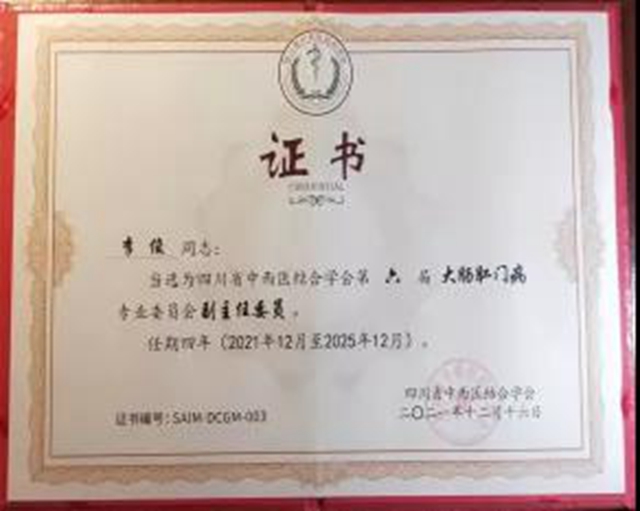 证书
CREDENTIAL
李俊 同志：
当选为四川省中西医结合学会第 六 届 大肠肛门病
专业委员会副主任委员。
任期四年（2021年12月至2025年12月）。
四川省中西医结合学会
证书编号：SAIM-DCGM-003
二〇二一年十二月十六日